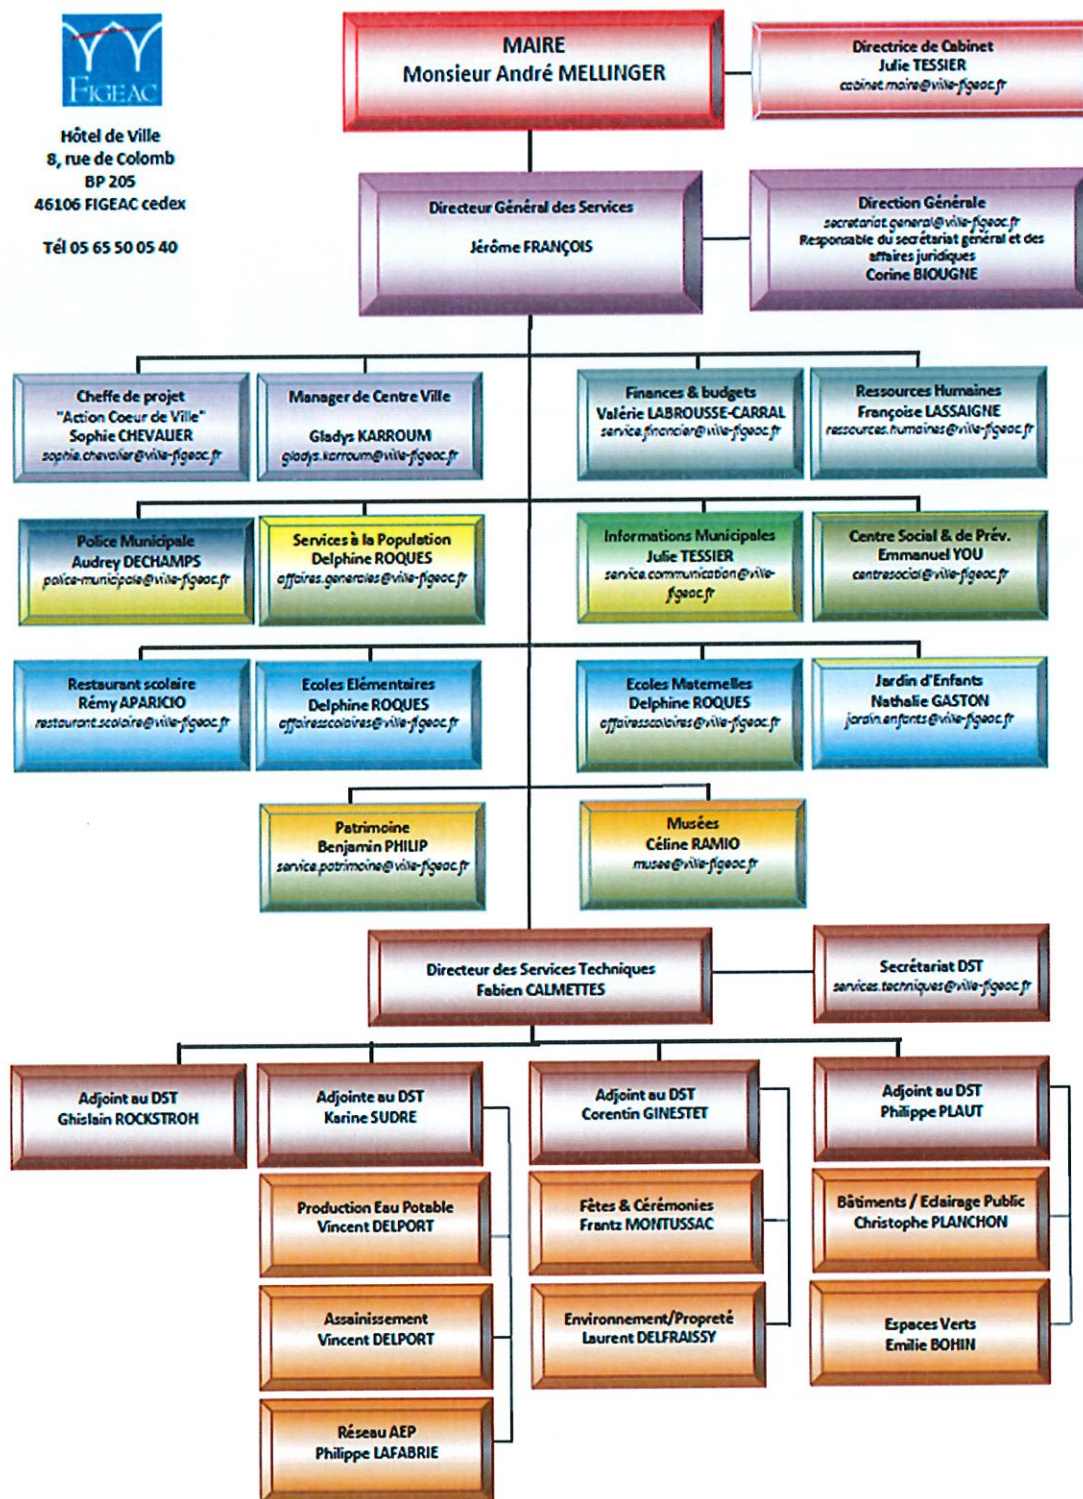 FIGEAC
Hôtel de Ville
8, rue de Colomb
BP 205
46106 FIGEAC cedex
Tél 05 65 50 05 40
MAIRE
Monsieur André MELLINGER
Directrice de Cabinet
Julie TESSIER
cabinet.maire@ville-figeac.fr
Directeur Général des Services
Jérôme FRANÇOIS
Direction Générale
secretariat.general@ville-figeac.fr
Responsable du secrétariat général et des
affaires juridiques
Corine BIOUGNE
Cheffe de projet
"Action Coeur de Ville"
Sophie CHEVALIER
sophie.chevalier@ville-figeac.fr
Manager de Centre Ville
Gladys KARROUM
gladys.karroum@ville-figeac.fr
Finances & budgets
Valérie LABROUSSE-CARRAL
service.financier@ville-figeac.fr
Ressources Humaines
Françoise LASSAIGNE
ressources.humaines@ville-figeac.fr
Police Municipale
Audrey DECHAMPS
police-municipale@ville-figeac.fr
Services à la Population
Delphine ROQUES
affaires.generales@ville-figeac.fr
Informations Municipales
Julie TESSIER
service.communication@ville-
figeac.fr
Centre Social & de Prév.
Emmanuel YOU
centresocial@ville-figeac.fr
Restaurant scolaire
Rémy APARICIO
restaurant.scolaire@ville-figeac.fr
Ecoles Elémentaires
Delphine ROQUES
affairesscolaires@ville-figeac.fr
Ecoles Maternelles
Delphine ROQUES
affairesscolaires@ville-figeac.fr
Jardin d'Enfants
Nathalie GASTON
jardin.enfants@ville-figeac.fr
Patrimoine
Benjamin PHILIP
service.patrimoine@ville-figeac.fr
Musées
Céline RAMIO
musee@ville-figeac.fr
Directeur des Services Techniques
Fabien CALMETTES
Secrétariat DST
services.techniques@ville-figeac.fr
Adjoint au DST
Ghislain ROCKSTROH
Adjointe au DST
Karine SUDRE
Adjoint au DST
Corentin GINESTET
Adjoint au DST
Philippe PLAUT
Production Eau Potable
Vincent DELPORT
Fêtes & Cérémonies
Frantz MONTUSSAC
Bâtiments / Eclairage Public
Christophe PLANCHON
Assainissement
Vincent DELPORT
Environnement/Propreté
Laurent DELFRAISSY
Espaces Verts
Emilie BOHIN
Réseau AEP
Philippe LAFABRIE